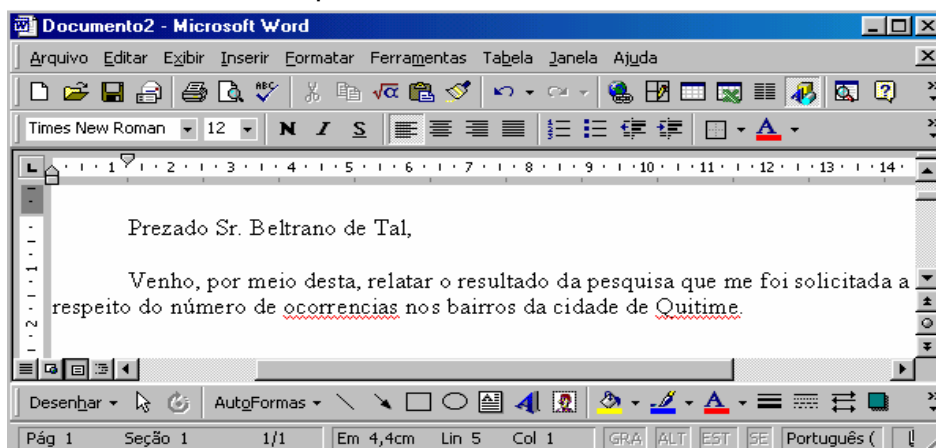 Documento2 - Microsoft Word
Arquivo Editar Exibir Inserir Formatar Ferramentas Tabela Janela Ajuda
Times New Roman 12 N I S
1 2 3 4 5 6 7 8 9 10 11 12 13 14
Prezado Sr. Beltrano de Tal,
Venho, por meio desta, relatar o resultado da pesquisa que me foi solicitada a
respeito do número de ocorrencias nos bairros da cidade de Quitime.
Desenhar AutoFormas
Pág 1 Seção 1 1/1 Em 4,4cm Lin 5 Col 1 GRA ALT EST SE Português (